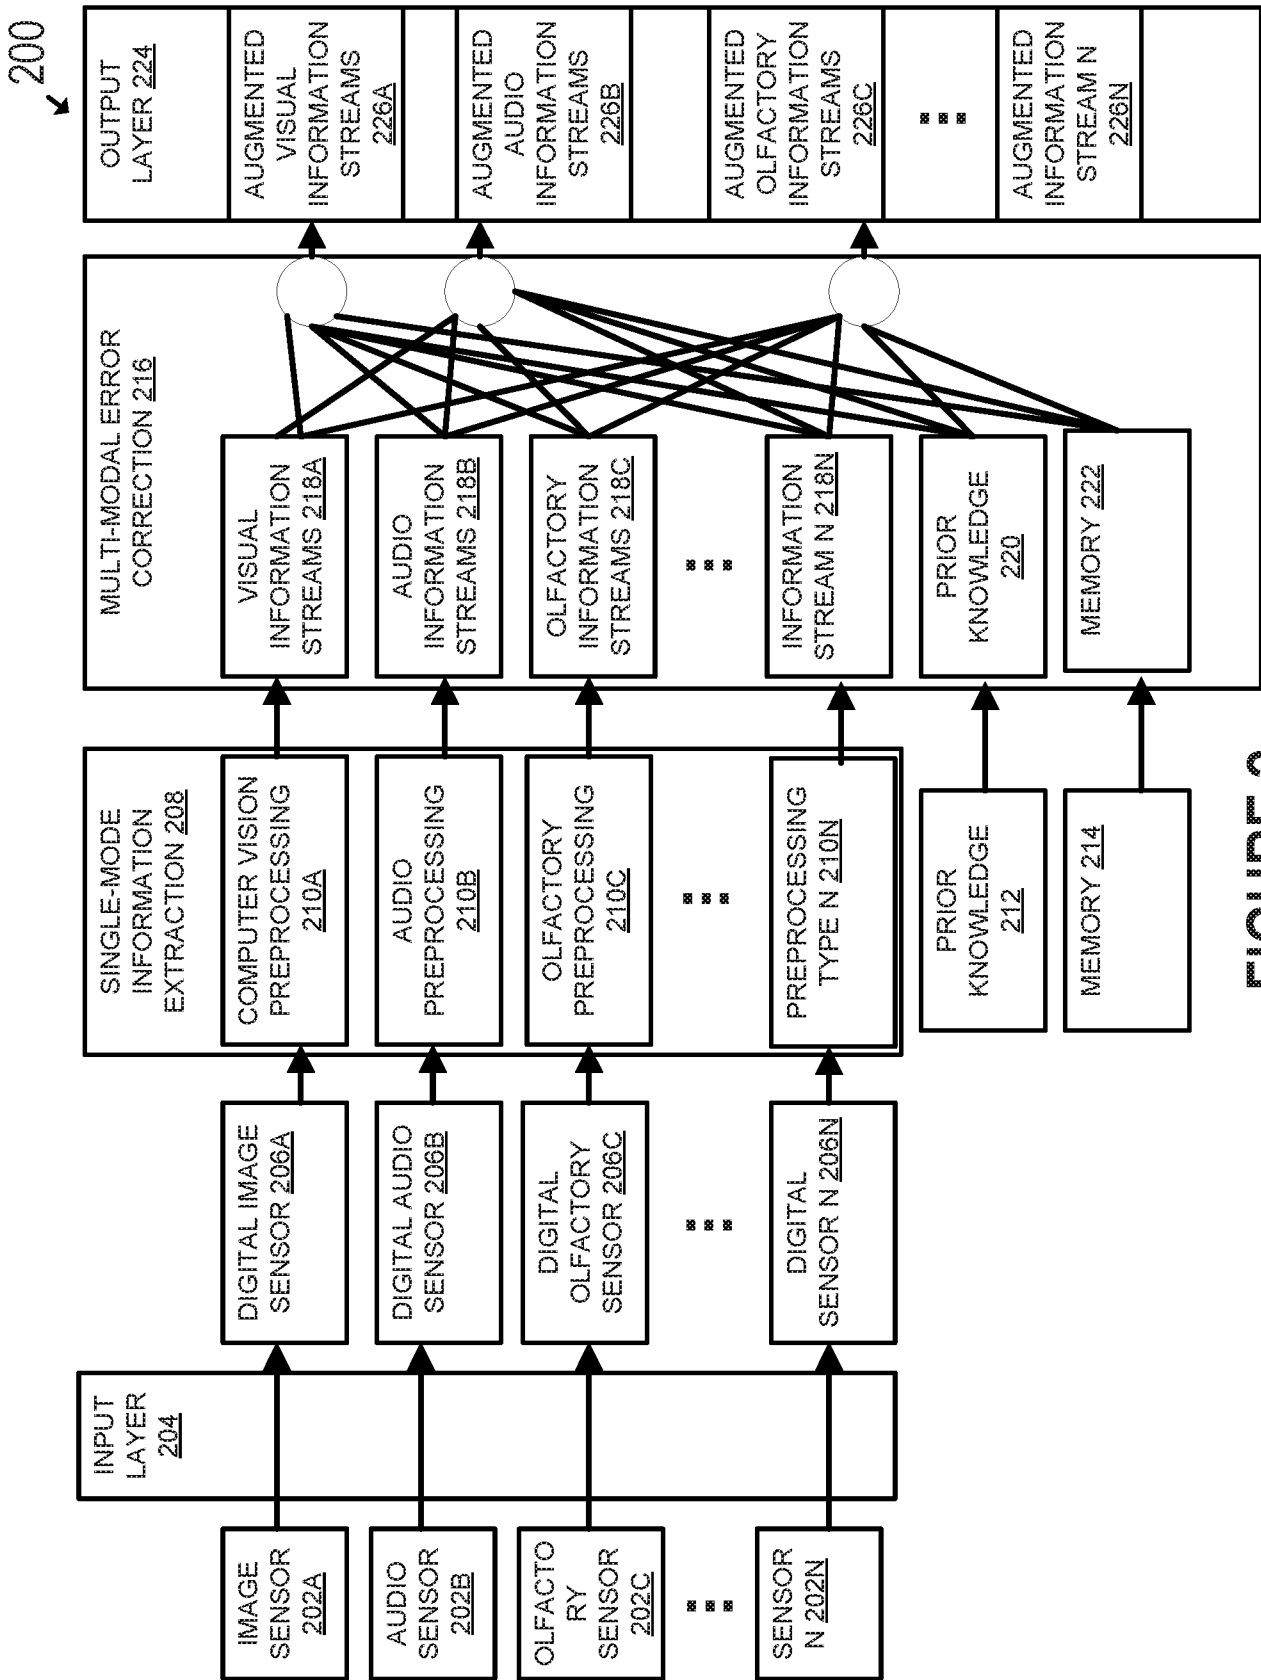 200
IMAGE
SENSOR
202A
AUDIO
SENSOR
202B
OLFACTO
RY
SENSOR
202C
SENSOR
N 202N
INPUT
LAYER
204
DIGITAL IMAGE
SENSOR 206A
DIGITAL AUDIO
SENSOR 206B
DIGITAL
OLFACTORY
SENSOR 206C
DIGITAL
SENSOR N 206N
SINGLE-MODE
INFORMATION
EXTRACTION 208
COMPUTER VISION
PREPROCESSING
210A
AUDIO
PREPROCESSING
210B
OLFACTORY
PREPROCESSING
210C
PREPROCESSING
TYPE N 210N
PRIOR
KNOWLEDGE
212
MEMORY 214
MULTI-MODAL ERROR
CORRECTION 216
VISUAL
INFORMATION
STREAMS 218A
AUDIO
INFORMATION
STREAMS 218B
OLFACTORY
INFORMATION
STREAMS 218C
INFORMATION
STREAM N 218N
PRIOR
KNOWLEDGE
220
MEMORY 222
OUTPUT
LAYER 224
AUGMENTED
VISUAL
INFORMATION
STREAMS
226A
AUGMENTED
AUDIO
INFORMATION
STREAMS
226B
AUGMENTED
OLFACTORY
INFORMATION
STREAMS
226C
AUGMENTED
INFORMATION
STREAM N
226N
FIGURE